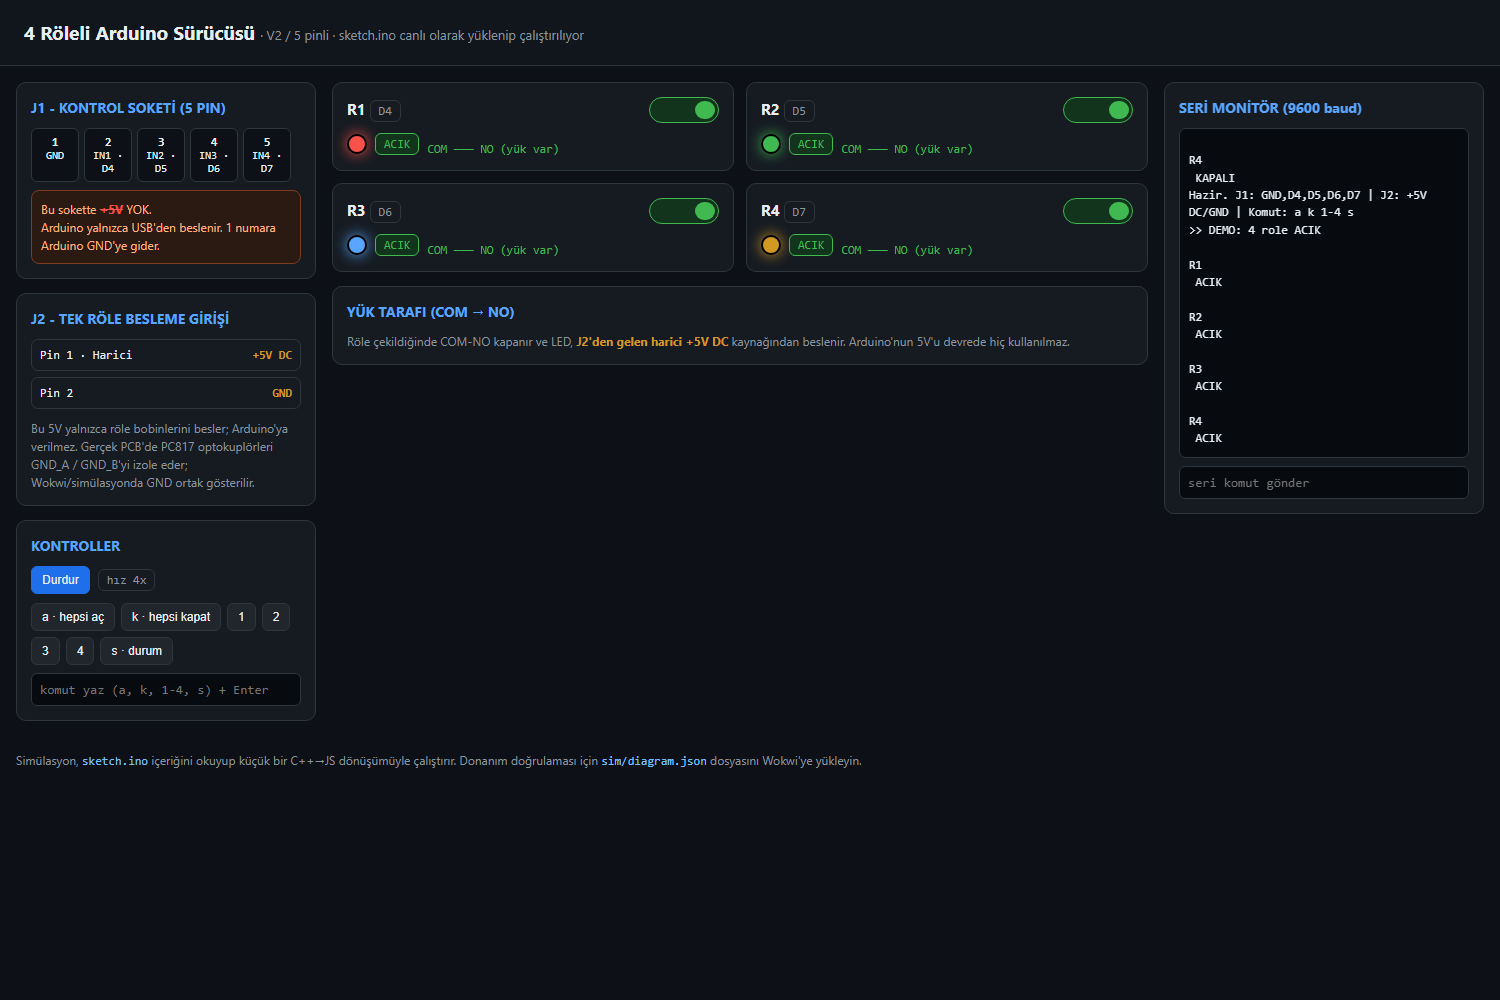 4 Röleli Arduino Sürücüsü · V2 / 5 pinli · sketch.ino canlı olarak yüklenip çalıştırılıyor
J1 - KONTROL SOKETİ (5 PIN)
1 2 3 4 5
GND IN1 · IN2 · IN3 · IN4 ·
D4 D5 D6 D7
Bu sokette +5V YOK.
Arduino yalnızca USB'den beslenir. 1 numara
Arduino GND'ye gider.
J2 - TEK RÖLE BESLEME GİRİŞİ
Pin 1 · Harici +5V DC
Pin 2 GND
Bu 5V yalnızca röle bobinlerini besler; Arduino'ya
verilmez. Gerçek PCB'de PC817 optokuplörleri
GND_A / GND_B'yi izole eder;
Wokwi/simülasyonda GND ortak gösterilir.
KONTROLLER
Durdur hız 4x
a · hepsi aç k · hepsi kapat 1 2
3 4 s · durum
komut yaz (a, k, 1-4, s) + Enter
R1 D4
ACIK COM —— NO (yük var)
R2 D5
ACIK COM —— NO (yük var)
R3 D6
ACIK COM —— NO (yük var)
R4 D7
ACIK COM —— NO (yük var)
YÜK TARAFI (COM → NO)
Röle çekildiğinde COM-NO kapanır ve LED, J2'den gelen harici +5V DC kaynağından beslenir. Arduino'nun 5V'u devrede hiç kullanılmaz.
SERİ MONİTÖR (9600 baud)
R4
KAPALI
Hazir. J1: GND,D4,D5,D6,D7 | J2: +5V
DC/GND | Komut: a k 1-4 s
>> DEMO: 4 role ACIK
R1
ACIK
R2
ACIK
R3
ACIK
R4
ACIK
seri komut gönder
Simülasyon, sketch.ino içeriğini okuyup küçük bir C++→JS dönüşümüyle çalıştırır. Donanım doğrulaması için sim/diagram.json dosyasını Wokwi'ye yükleyin.